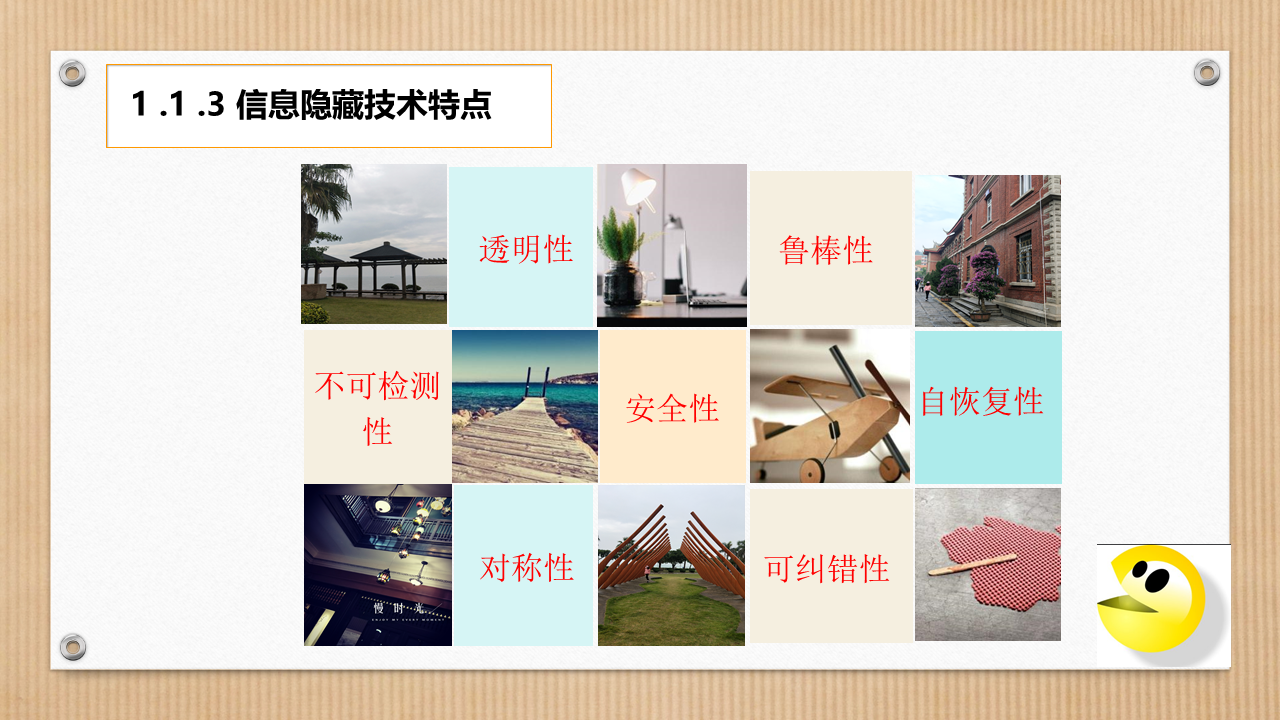 1 .1 .3 信息隐藏技术特点
透明性
鲁棒性
不可检测
性
安全性
自恢复性
对称性
可纠错性
慢 时 光
ENJOY MY EVERY MOMENT